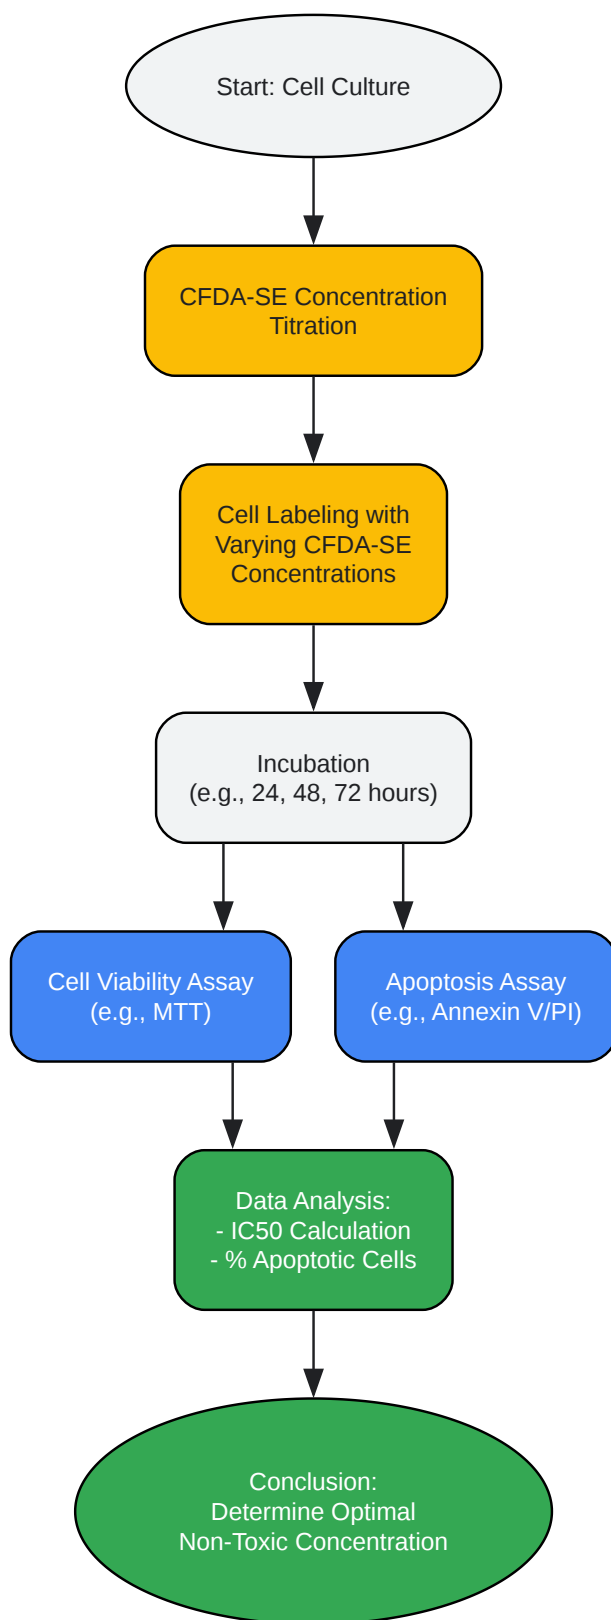 Start: Cell Culture
CFDA-SE Concentration
Titration
Cell Labeling with
Varying CFDA-SE
Concentrations
Incubation
(e.g., 24, 48, 72 hours)
Cell Viability Assay
(e.g., MTT)
Apoptosis Assay
(e.g., Annexin V/PI)
Data Analysis:
- IC50 Calculation
- % Apoptotic Cells
Conclusion:
Determine Optimal
Non-Toxic Concentration